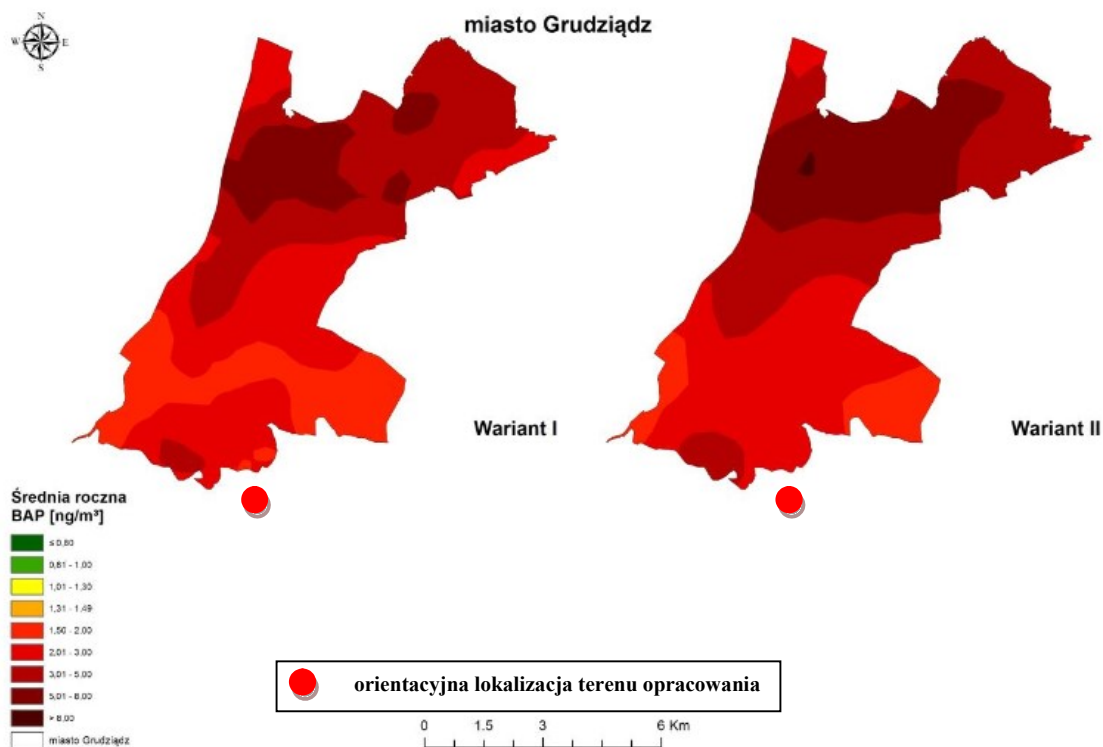 miasto Grudziądz
N
W E
S
Wariant I
Wariant II
Średnia roczna
BAP [ng/m³]
≤ 0,80
0,81 - 1,00
1,01 - 1,30
1,31 - 1,49
1,50 - 2,00
2,01 - 3,00
3,01 - 5,00
5,01 - 8,00
> 8,00
miasto Grudziądz
orientacyjna lokalizacja terenu opracowania
0 1.5 3 6 Km